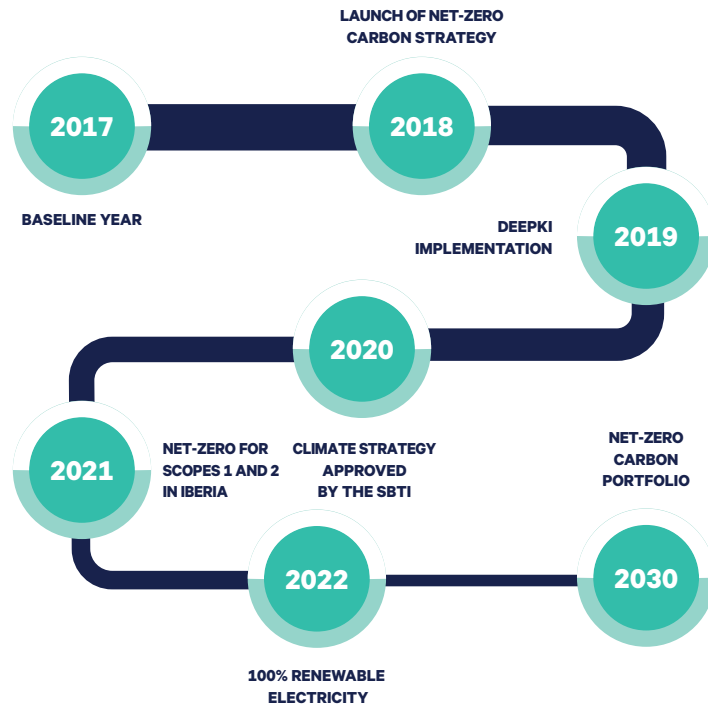 LAUNCH OF NET-ZERO
CARBON STRATEGY
2017
2018
BASELINE YEAR
DEEPKI
IMPLEMENTATION
2019
2020
CLIMATE STRATEGY
APPROVED
BY THE SBTI
2021
NET-ZERO FOR
SCOPES 1 AND 2
IN IBERIA
2022
100% RENEWABLE
ELECTRICITY
NET-ZERO
CARBON
PORTFOLIO
2030